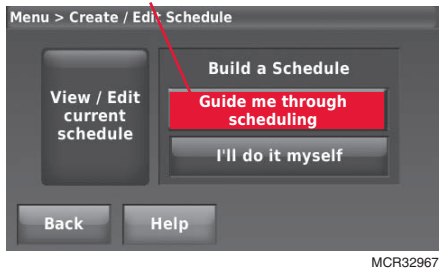 Menu > Create / Edit Schedule
View / Edit
current
schedule
Build a Schedule
Guide me through
scheduling
I'll do it myself
Back
Help
MCR32967